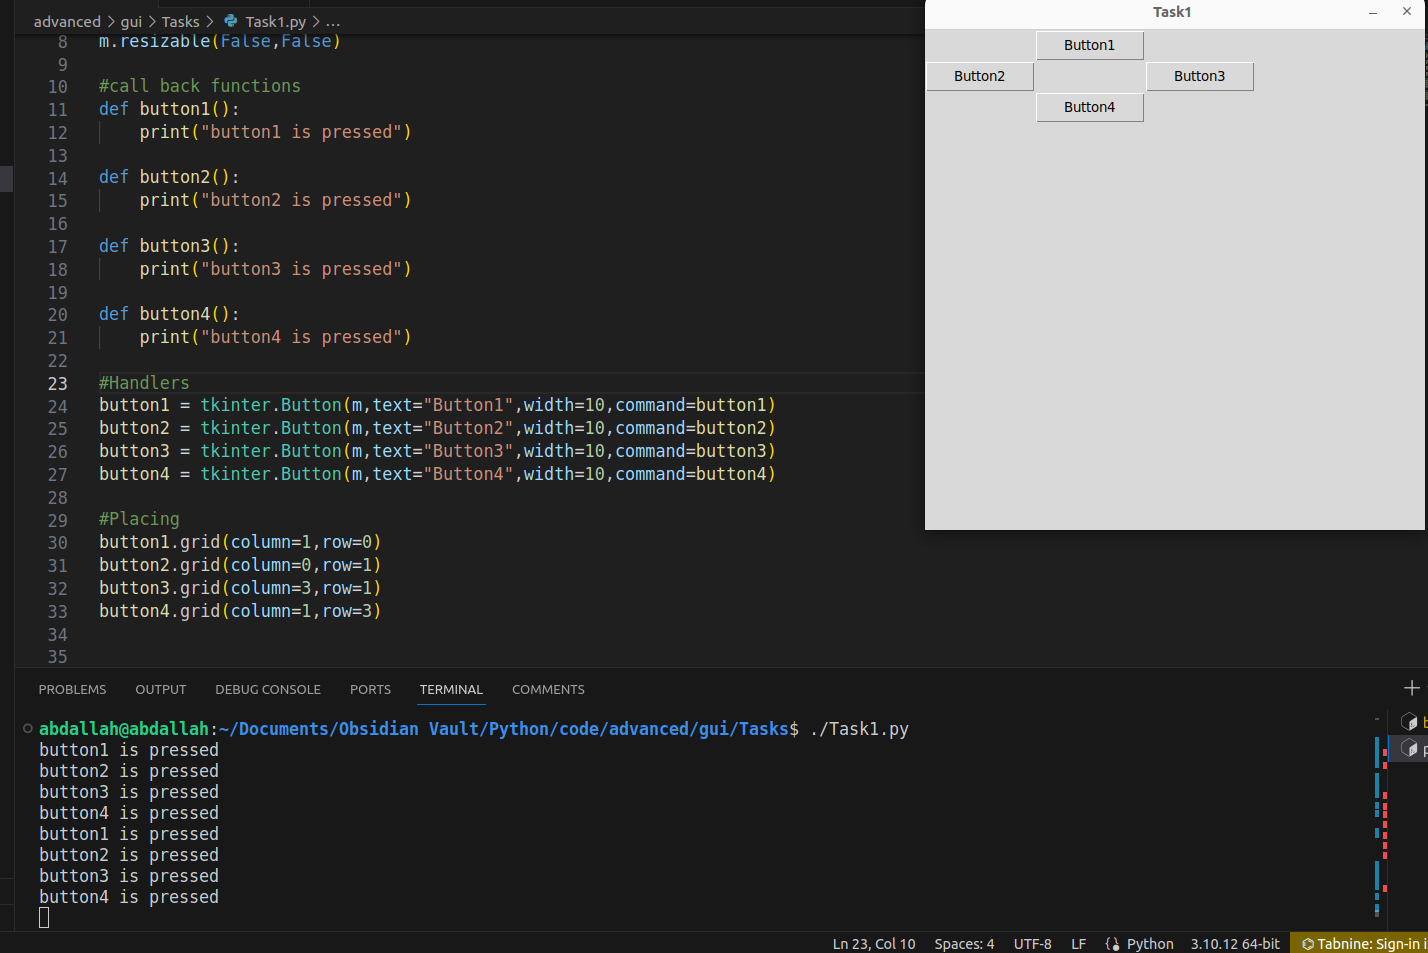 advanced > gui > Tasks > Task1.py > ...
8 m.resizable(False,False)
9
10 #call back functions
11 def button1():
12     print("button1 is pressed")
13
14 def button2():
15     print("button2 is pressed")
16
17 def button3():
18     print("button3 is pressed")
19
20 def button4():
21     print("button4 is pressed")
22
23 #Handlers
24 button1 = tkinter.Button(m,text="Button1",width=10,command=button1)
25 button2 = tkinter.Button(m,text="Button2",width=10,command=button2)
26 button3 = tkinter.Button(m,text="Button3",width=10,command=button3)
27 button4 = tkinter.Button(m,text="Button4",width=10,command=button4)
28
29 #Placing
30 button1.grid(column=1,row=0)
31 button2.grid(column=0,row=1)
32 button3.grid(column=3,row=1)
33 button4.grid(column=1,row=3)
34
35
Task1
Button1
Button2 Button3
Button4
PROBLEMS OUTPUT DEBUG CONSOLE PORTS TERMINAL COMMENTS
abdallah@abdallah:~/Documents/Obsidian Vault/Python/code/advanced/gui/Tasks$ ./Task1.py
button1 is pressed
button2 is pressed
button3 is pressed
button4 is pressed
button1 is pressed
button2 is pressed
button3 is pressed
button4 is pressed
b
p
Ln 23, Col 10 Spaces: 4 UTF-8 LF Python 3.10.12 64-bit Tabnine: Sign-in i